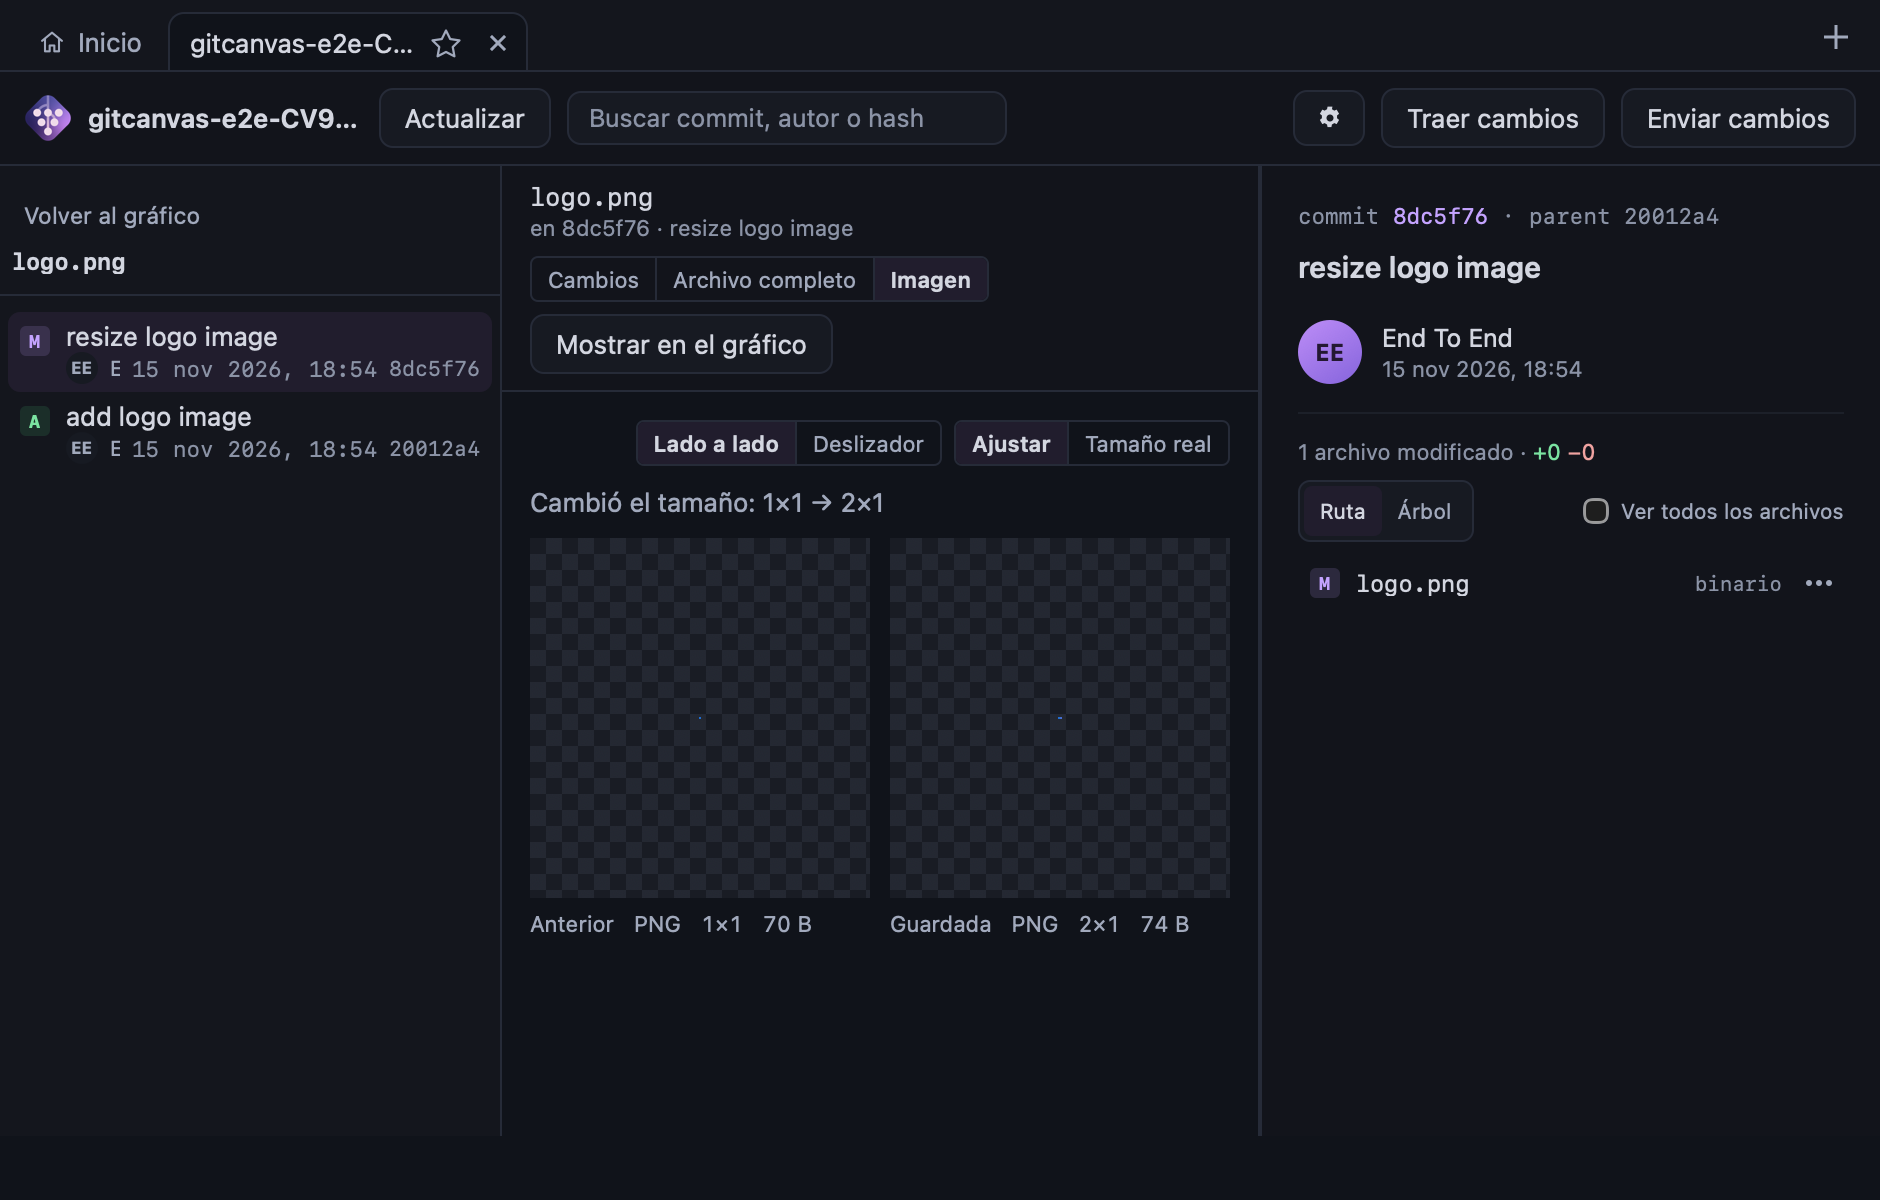 Inicio
gitcanvas-e2e-C...
gitcanvas-e2e-CV9...
Actualizar
Buscar commit, autor o hash
Traer cambios
Enviar cambios
Volver al gráfico
logo.png
M
resize logo image
EE E 15 nov 2026, 18:54 8dc5f76
A
add logo image
EE E 15 nov 2026, 18:54 20012a4
logo.png
en 8dc5f76 · resize logo image
Cambios
Archivo completo
Imagen
Mostrar en el gráfico
Lado a lado
Deslizador
Ajustar
Tamaño real
Cambió el tamaño: 1×1 → 2×1
Anterior PNG 1×1 70 B
Guardada PNG 2×1 74 B
commit 8dc5f76 · parent 20012a4
resize logo image
EE
End To End
15 nov 2026, 18:54
1 archivo modificado · +0 −0
Ruta
Árbol
Ver todos los archivos
M
logo.png
binario